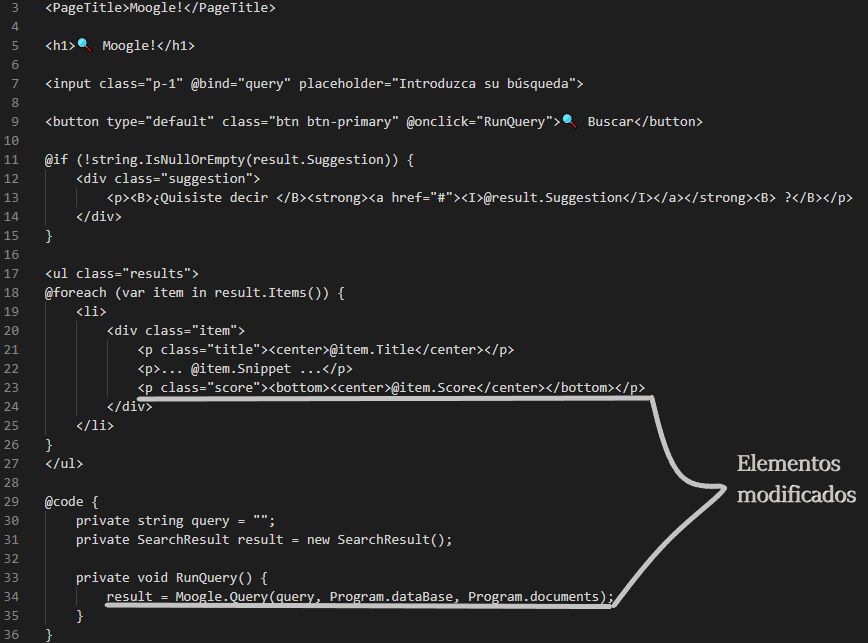 3 <PageTitle>Moogle!</PageTitle>
4
5 <h1>🔍 Moogle!</h1>
6
7 <input class="p-1" @bind="query" placeholder="Introduzca su búsqueda">
8
9 <button type="default" class="btn btn-primary" @onclick="RunQuery">🔍 Buscar</button>
10
11 @if (!string.IsNullOrEmpty(result.Suggestion)) {
12     <div class="suggestion">
13         <p><B>¿Quisiste decir </B><strong><a href="#"><I>@result.Suggestion</I></a></strong><B> ?</B></p>
14     </div>
15 }
16
17 <ul class="results">
18 @foreach (var item in result.Items()) {
19     <li>
20         <div class="item">
21             <p class="title"><center>@item.Title</center></p>
22             <p>... @item.Snippet ...</p>
23             <p class="score"><bottom><center>@item.Score</center></bottom></p>
24         </div>
25     </li>
26 }
27 </ul>
28
29 @code {
30     private string query = "";
31     private SearchResult result = new SearchResult();
32
33     private void RunQuery() {
34         result = Moogle.Query(query, Program.dataBase, Program.documents);
35     }
36 }
Elementos
modificados